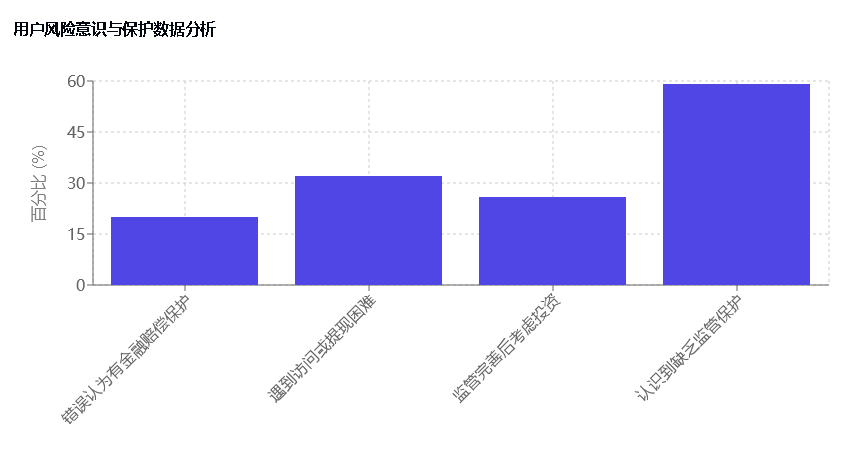 用户风险意识与保护数据分析
百分比 (%)
60
45
30
15
0
错误认为有金融赔偿保护
遇到访问或提现困难
监管完善后考虑投资
认识到缺乏监管保护